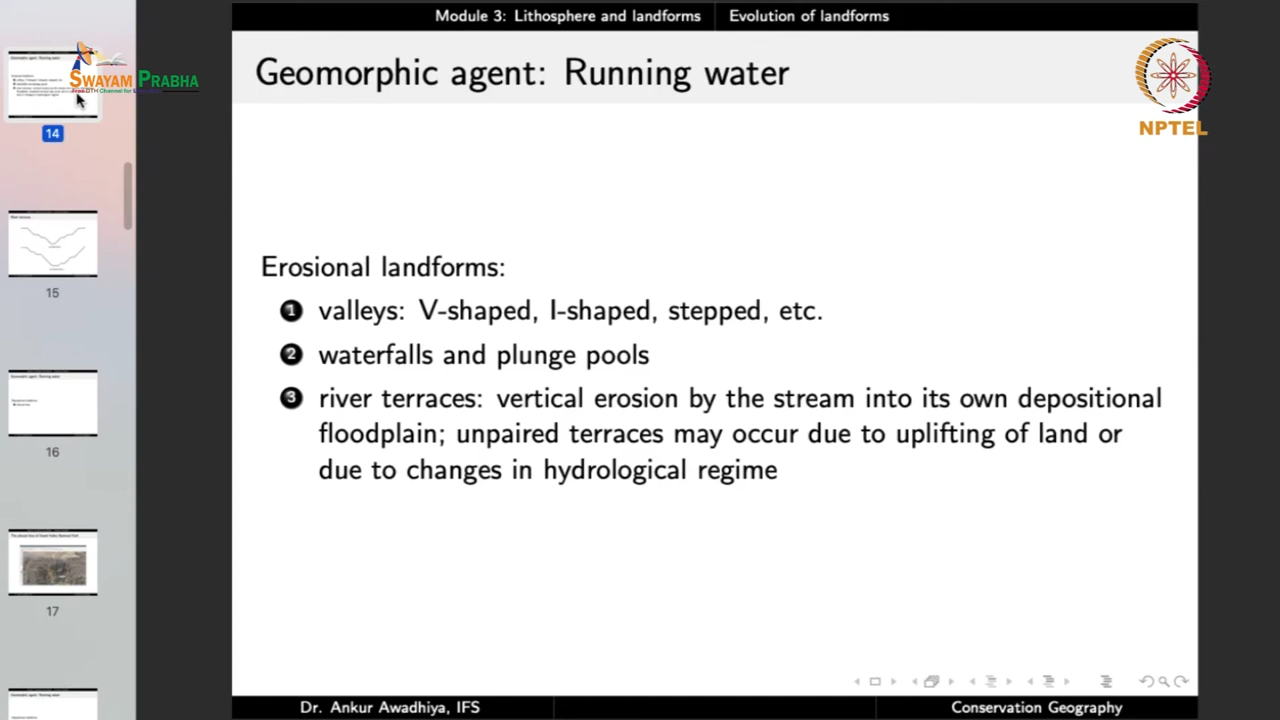 Module 3: Lithosphere and landforms
Evolution of landforms
Geomorphic agent: Running water
SWAYAM PRABHA
NPTEL
14
15
16
17
Erosional landforms:
1 valleys: V-shaped, I-shaped, stepped, etc.
2 waterfalls and plunge pools
3 river terraces: vertical erosion by the stream into its own depositional
floodplain; unpaired terraces may occur due to uplifting of land or
due to changes in hydrological regime
Dr. Ankur Awadhiya, IFS
Conservation Geography